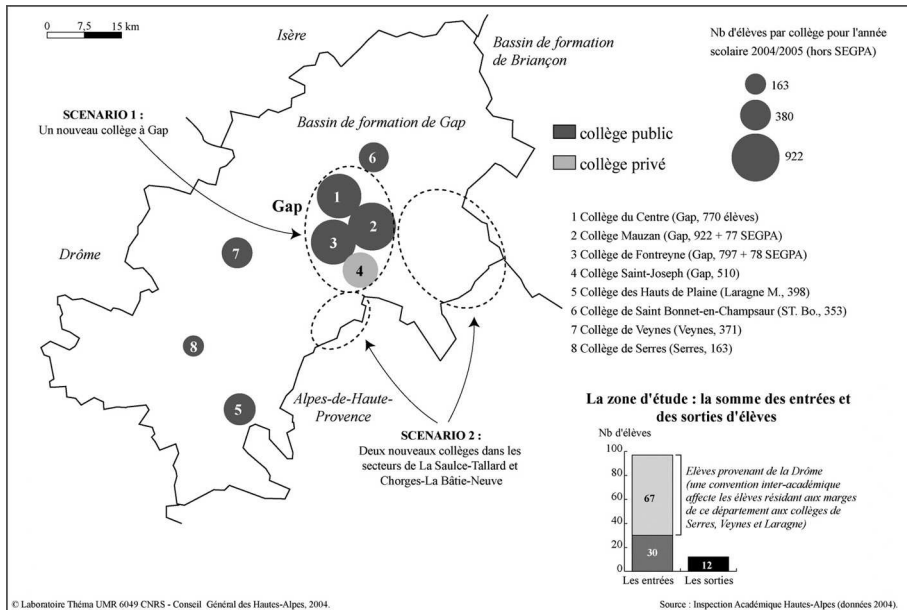 0 7,5 15 km
Isère
Bassin de formation
de Briançon
Nb d'élèves par collège pour l'année
scolaire 2004/2005 (hors SEGPA)
163
380
922
SCENARIO 1 :
Un nouveau collège à Gap
Bassin de formation de Gap
collège public
collège privé
6
1
Gap
2
3
4
7
Drôme
8
5
1 Collège du Centre (Gap, 770 élèves)
2 Collège Mauzan (Gap, 922 + 77 SEGPA)
3 Collège de Fontreyne (Gap, 797 + 78 SEGPA)
4 Collège Saint-Joseph (Gap, 510)
5 Collège des Hauts de Plaine (Laragne M., 398)
6 Collège de Saint Bonnet-en-Champsaur (ST. Bo., 353)
7 Collège de Veynes (Veynes, 371)
8 Collège de Serres (Serres, 163)
Alpes-de-Haute-
Provence
SCENARIO 2 :
Deux nouveaux collèges dans les
secteurs de La Saulce-Tallard et
Chorges-La Bâtie-Neuve
La zone d'étude : la somme des entrées et
des sorties d'élèves
Nb d'élèves
100
80
60
40
20
0
67
30
12
Les entrées
Les sorties
Elèves provenant de la Drôme
(une convention inter-académique
affecte les élèves résidant aux marges
de ce département aux collèges de
Serres, Veynes et Laragne)
© Laboratoire Théma UMR 6049 CNRS - Conseil Général des Hautes-Alpes, 2004.
Source : Inspection Académique Hautes-Alpes (données 2004).